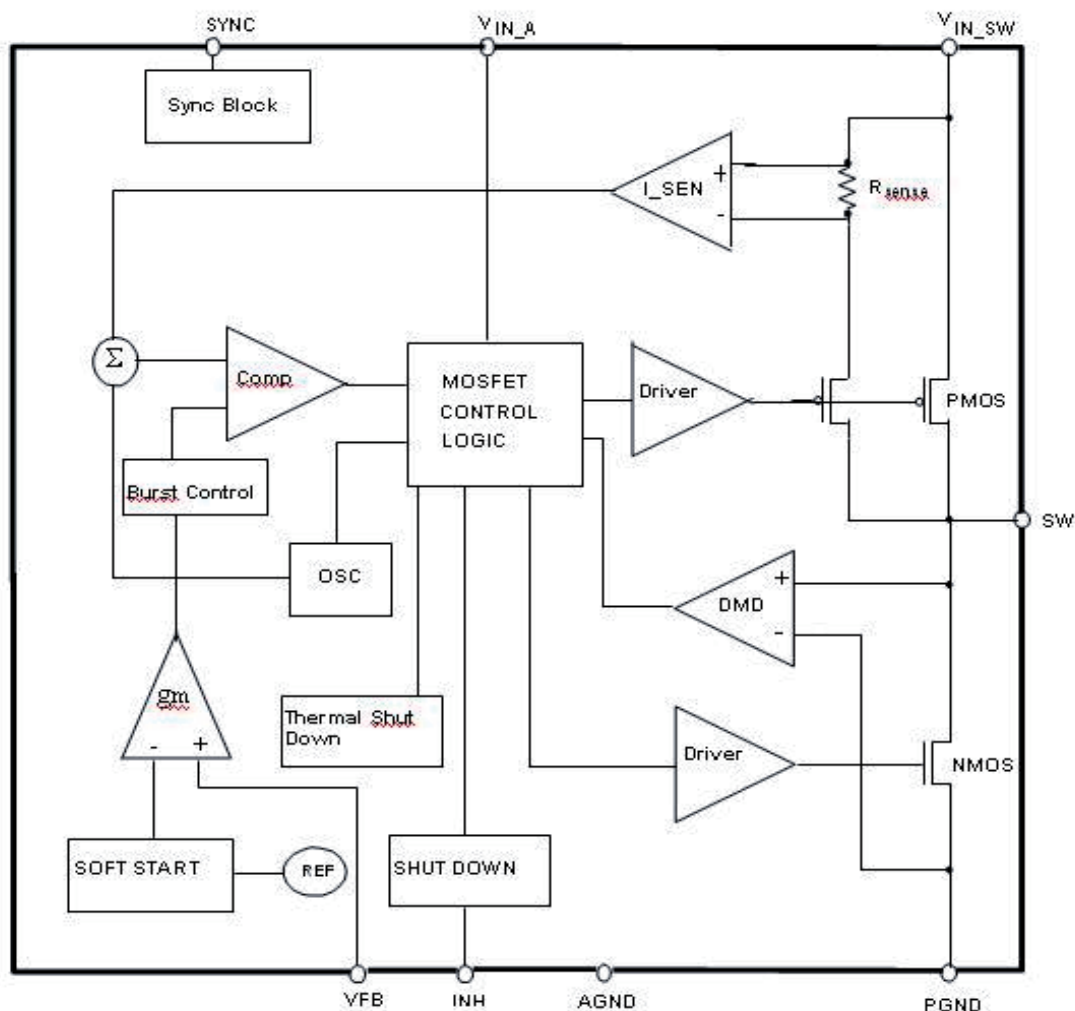 SYNC
VIN_A
VIN_SW
Sync Block
I_SEN
+
-
Rsense
Σ
Comp
MOSFET
CONTROL
LOGIC
Driver
PMOS
Burst Control
SW
OSC
DMD
+
-
gm
-
+
Thermal Shut
Down
Driver
NMOS
SOFT START
REF
SHUT DOWN
VFB
INH
AGND
PGND